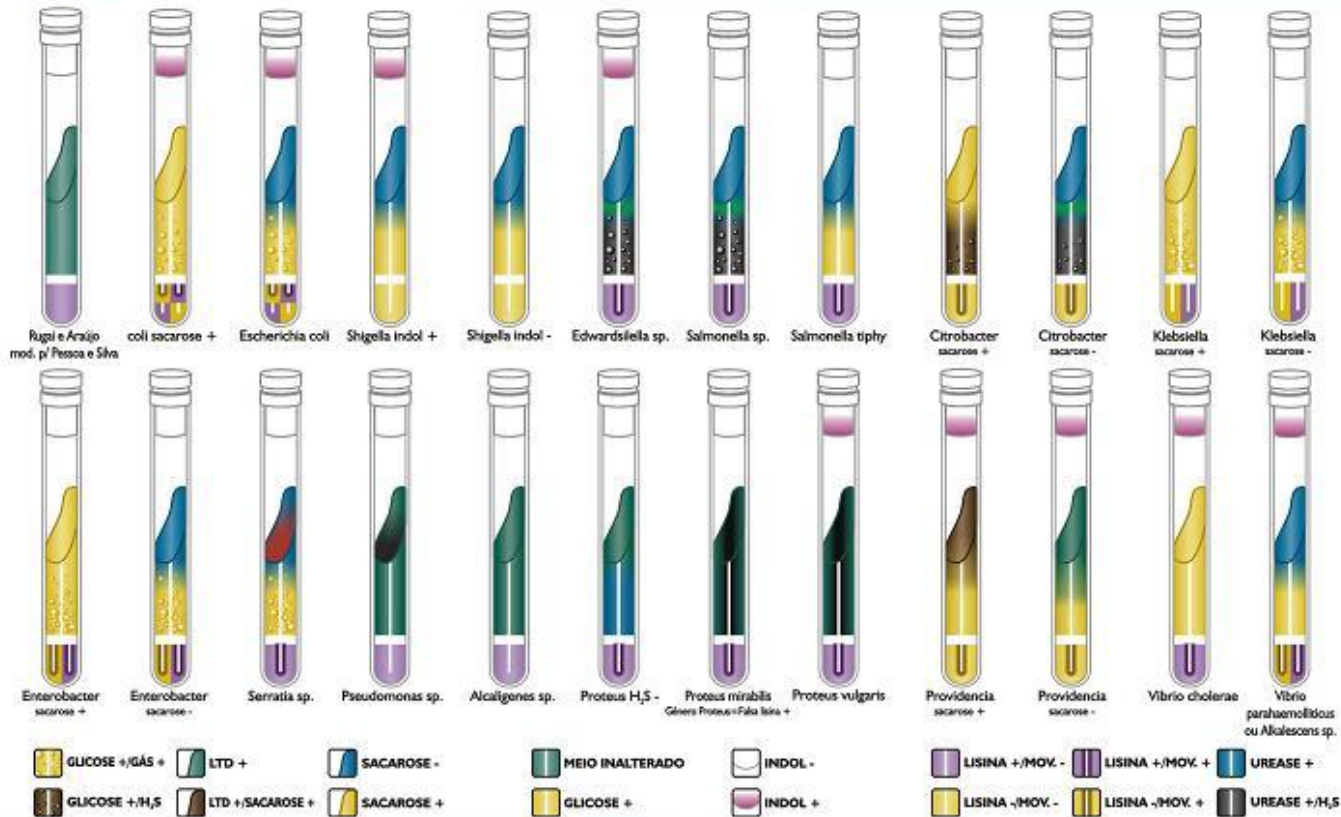 Rugai e Araújo
mod. p/ Pessoa e Silva
coli sacarose +
Escherichia coli
Shigella indol +
Shigella indol -
Edwardsilella sp.
Salmonella sp.
Salmonella tiphy
Citrobacter
sacarose +
Citrobacter
sacarose -
Klebsiella
sacarose +
Klebsiella
sacarose -
Enterobacter
sacarose +
Enterobacter
sacarose -
Serratia sp.
Pseudomonas sp.
Alcaligenes sp.
Proteus H₂S -
Proteus mirabilis
Gênero Proteus=Falsa lisina +
Proteus vulgaris
Providencia
sacarose +
Providencia
sacarose -
Vibrio cholerae
Vibrio
parahaemolliticus
ou Alkalescens sp.
GLICOSE +/GÁS +
LTD +
SACAROSE -
MEIO INALTERADO
INDOL -
LISINA +/MOV. -
LISINA +/MOV. +
UREASE +
GLICOSE +/H₂S
LTD +/SACAROSE +
SACAROSE +
GLICOSE +
INDOL +
LISINA -/MOV. -
LISINA -/MOV. +
UREASE +/H₂S